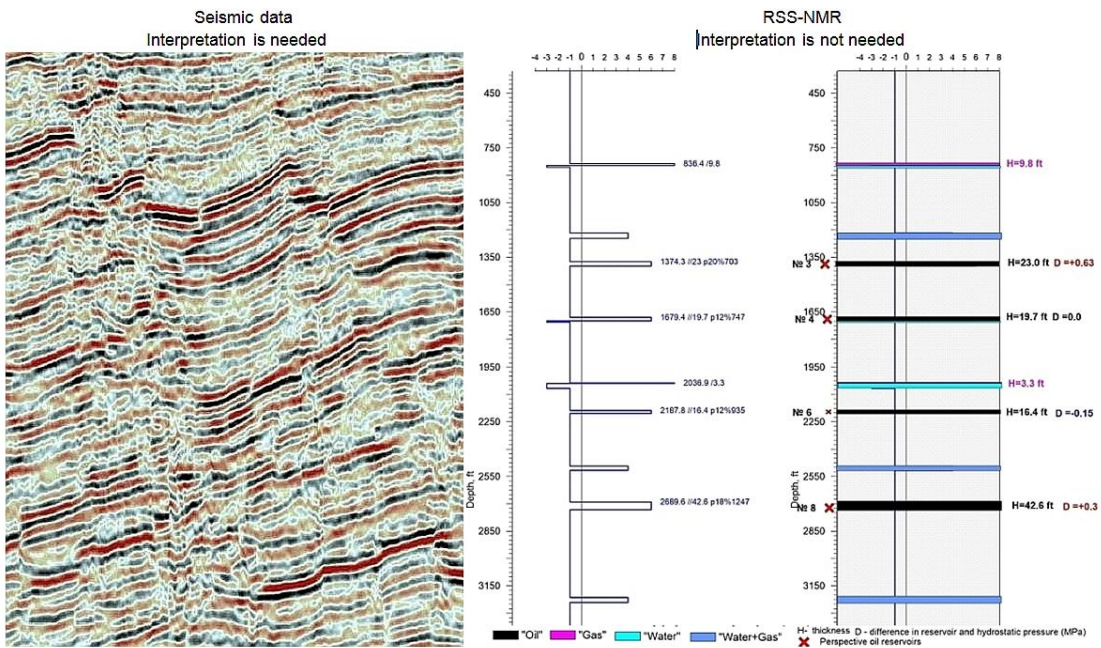 Seismic data
Interpretation is needed
RSS-NMR
Interpretation is not needed
-4 -3 -2 -1 0 1 2 3 4 5 6 7 8
-4 -3 -2 -1 0 1 2 3 4 5 6 7 8
450
750
1050
1350
1650
1950
2250
2550
2850
3150
Depth, ft
836.4 /9.8
1374.3 //23 p20%703
1679.4 //19.7 p12%747
2036.9 /3.3
2187.8 //16.4 p12%935
2689.6 //42.6 p18%1247
450
750
1050
1350
1650
1950
2250
2550
2850
3150
Depth, ft
№ 3
№ 4
№ 6
№ 8
H=9.8 ft
H=23.0 ft D =+0.63
H=19.7 ft D=0.0
H=3.3 ft
H=16.4 ft D =-0.15
H=42.6 ft D =+0.3
"Oil" "Gas" "Water" "Water+Gas"
H- thickness D - difference in reservoir and hydrostatic pressure (MPa)
Perspective oil reservoirs